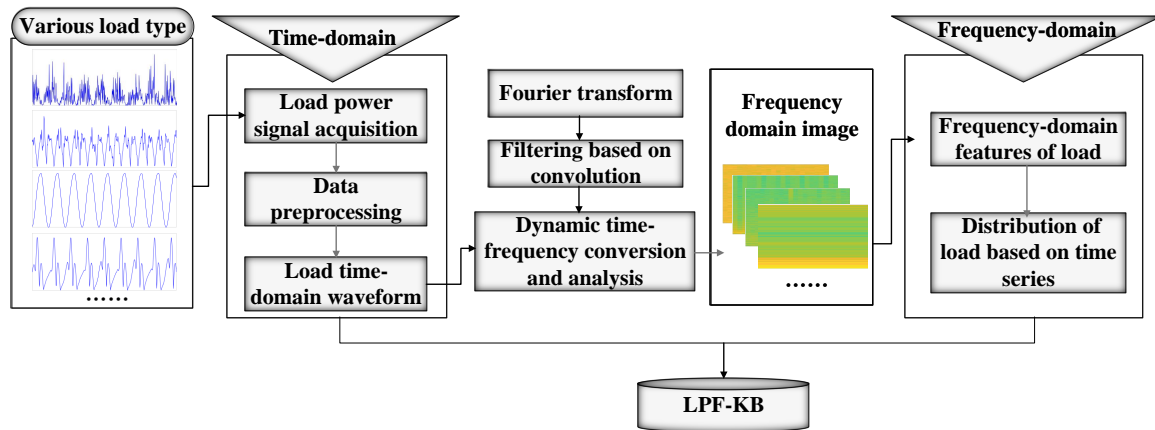 Various load type
......
Time-domain
Load power
signal acquisition
Data
preprocessing
Load time-
domain waveform
Fourier transform
Filtering based on
convolution
Dynamic time-
frequency conversion
and analysis
Frequency
domain image
......
Frequency-domain
Frequency-domain
features of load
Distribution of
load based on time
series
LPF-KB